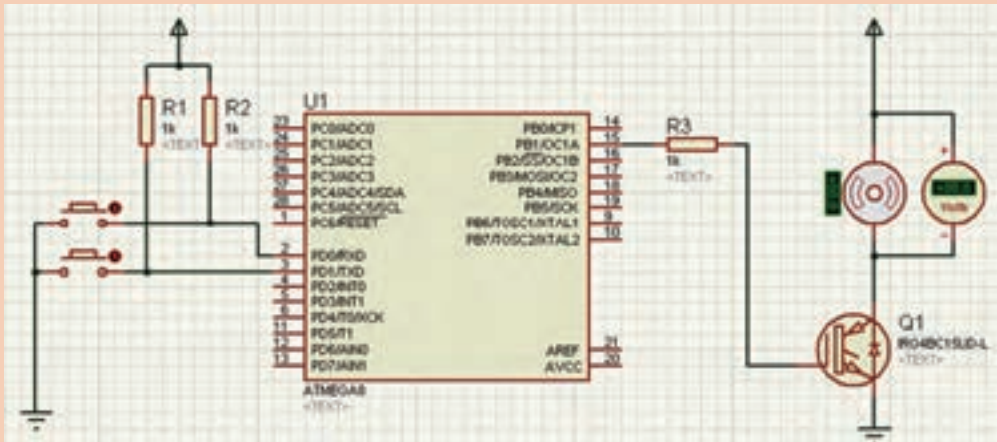 R1
1k
<TEXT>
R2
1k
<TEXT>
U1
23
24
25
26
27
28
1
2
3
4
5
6
11
12
13
PC0/ADC0
PC1/ADC1
PC2/ADC2
PC3/ADC3
PC4/ADC4/SDA
PC5/ADC5/SCL
PC6/RESET
PD0/RXD
PD1/TXD
PD2/INT0
PD3/INT1
PD4/T0/XCK
PD5/T1
PD6/AIN0
PD7/AIN1
PB0/ICP1
PB1/OC1A
PB2/SS/OC1B
PB3/MOSI/OC2
PB4/MISO
PB5/SCK
PB6/TOSC1/XTAL1
PB7/TOSC2/XTAL2
AREF
AVCC
14
15
16
17
18
19
9
10
21
20
ATMEGA8
<TEXT>
R3
1k
<TEXT>
+
Volts
-
Q1
<TEXT>